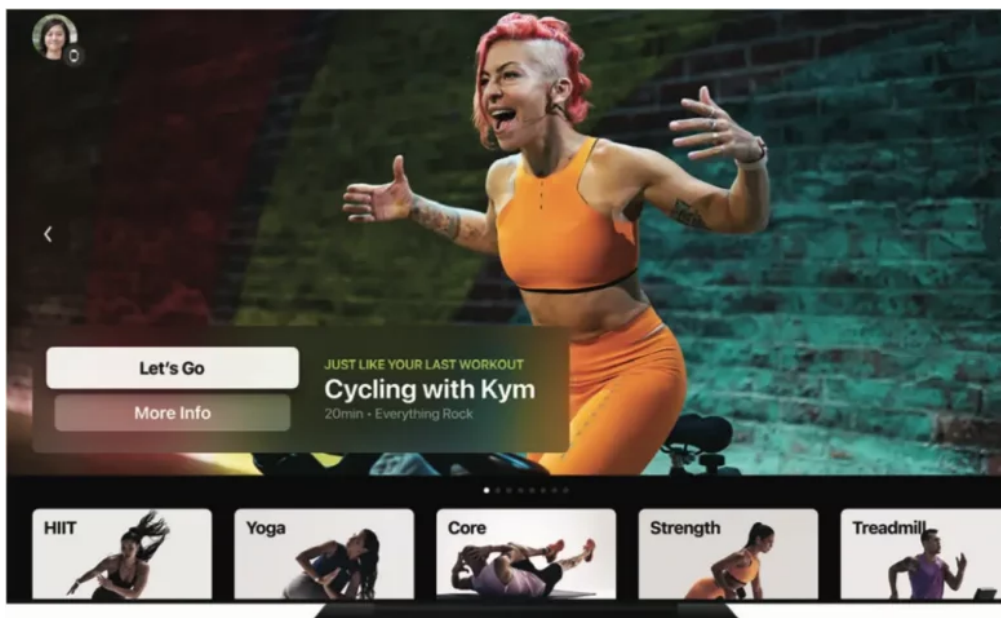 Let's Go
More Info
JUST LIKE YOUR LAST WORKOUT
Cycling with Kym
20min • Everything Rock
HIIT
Yoga
Core
Strength
Treadmill